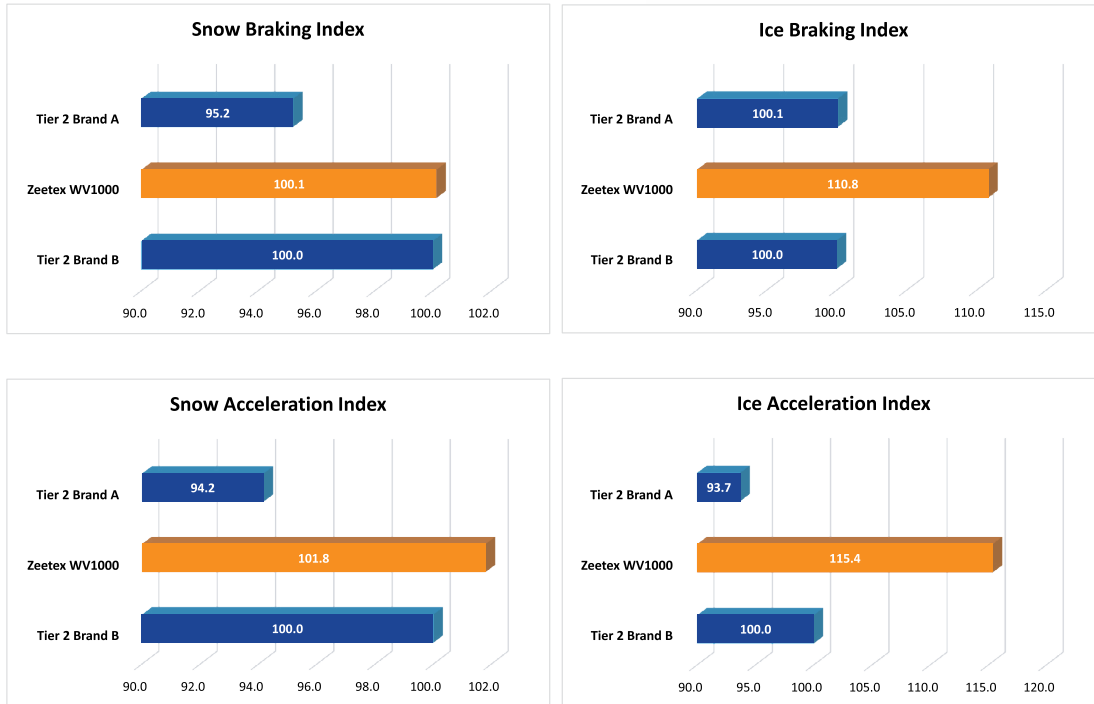 Snow Braking Index
Tier 2 Brand A
95.2
Zeetex WV1000
100.1
Tier 2 Brand B
100.0
90.0 92.0 94.0 96.0 98.0 100.0 102.0
Ice Braking Index
Tier 2 Brand A
100.1
Zeetex WV1000
110.8
Tier 2 Brand B
100.0
90.0 95.0 100.0 105.0 110.0 115.0
Snow Acceleration Index
Tier 2 Brand A
94.2
Zeetex WV1000
101.8
Tier 2 Brand B
100.0
90.0 92.0 94.0 96.0 98.0 100.0 102.0
Ice Acceleration Index
Tier 2 Brand A
93.7
Zeetex WV1000
115.4
Tier 2 Brand B
100.0
90.0 95.0 100.0 105.0 110.0 115.0 120.0